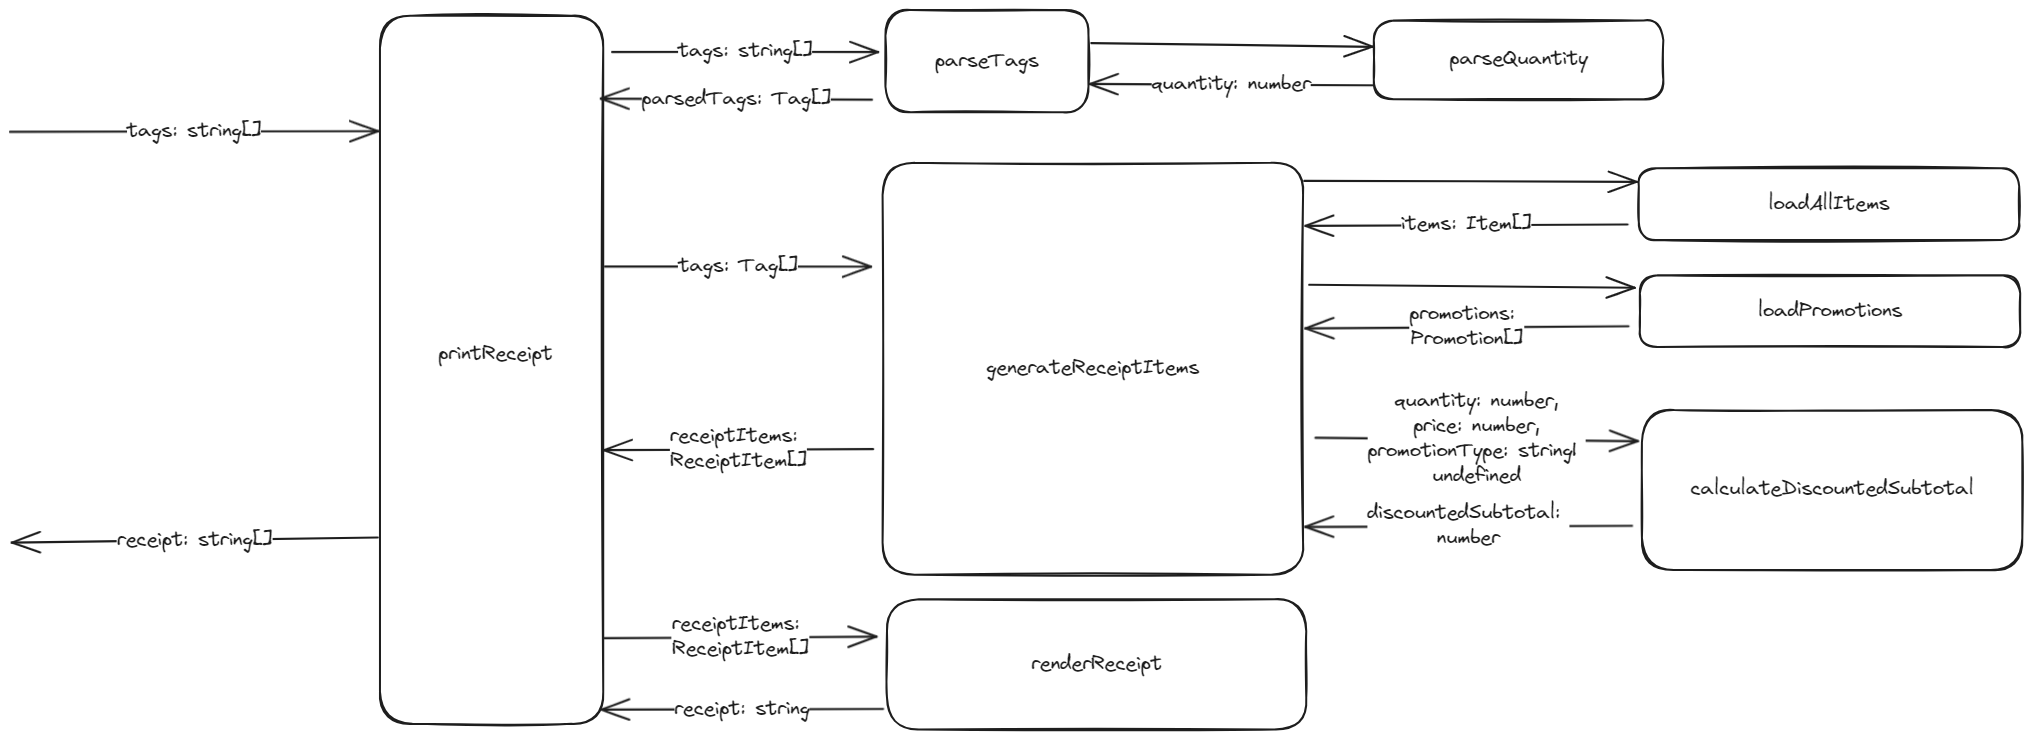 tags: string[]
parseTags
parseQuantity
quantity: number
parsedTags: Tag[]
tags: string[]
loadAllItems
items: Item[]
tags: Tag[]
loadPromotions
promotions:
Promotion[]
printReceipt
generateReceiptItems
quantity: number,
price: number,
promotionType: string|
undefined
receiptItems:
ReceiptItem[]
calculateDiscountedSubtotal
discountedSubtotal:
number
receipt: string[]
receiptItems:
ReceiptItem[]
renderReceipt
receipt: string